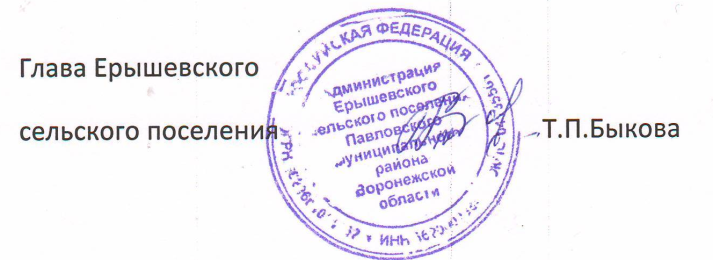 Глава Ерышевского
сельского поселения
Т.П.Быкова
РОССИЙСКАЯ ФЕДЕРАЦИЯ
Администрация
Ерышевского
сельского поселения
Павловского
муниципального
района
Воронежской
области
ИНН